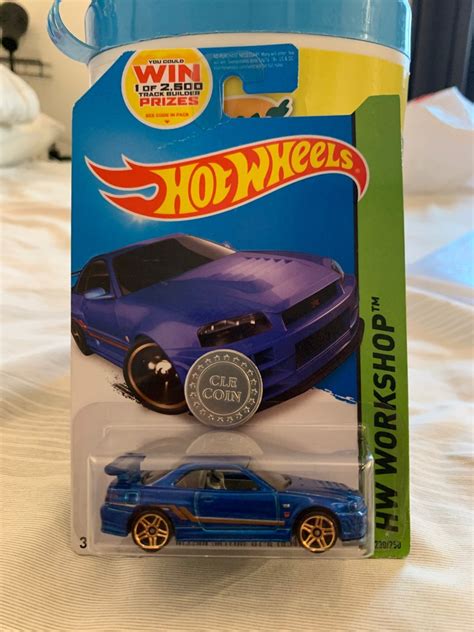 YOU COULD
WIN
1 OF 2,500
TRACK BUILDER
PRIZES
SEE CODE IN PACK
HOT WHEELS
CLE
COIN
HW WORKSHOP™
3
230/250